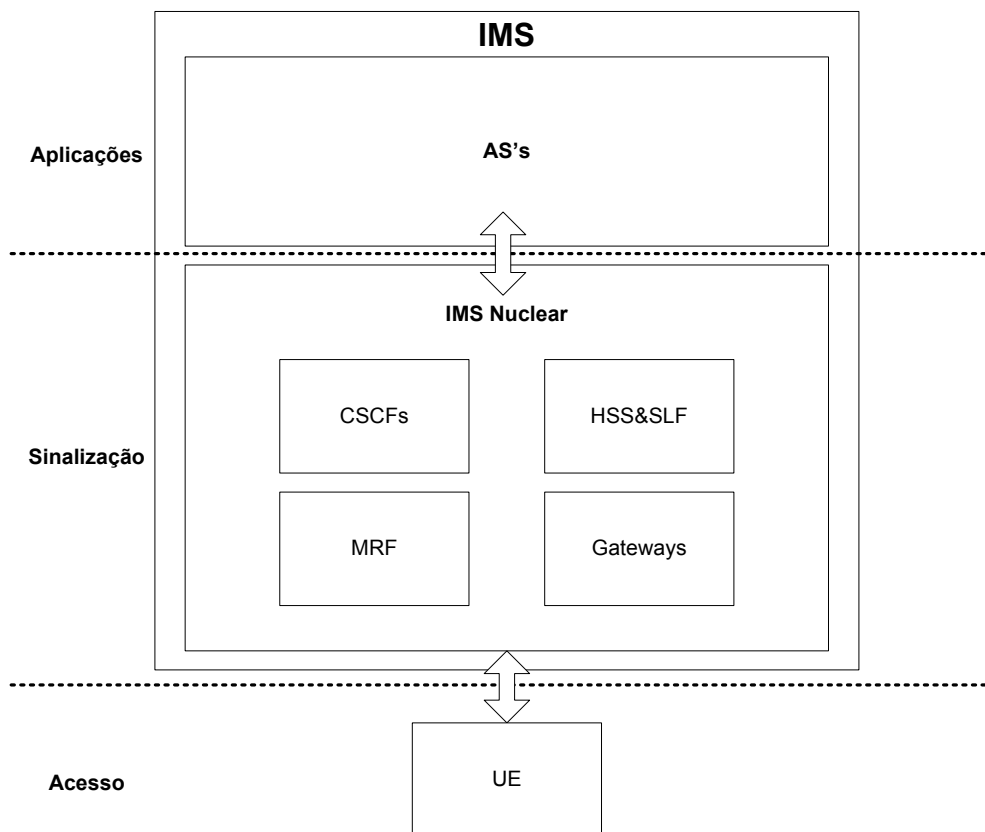 IMS
Aplicações
AS's
IMS Nuclear
CSCFs
HSS&SLF
Sinalização
MRF
Gateways
UE
Acesso